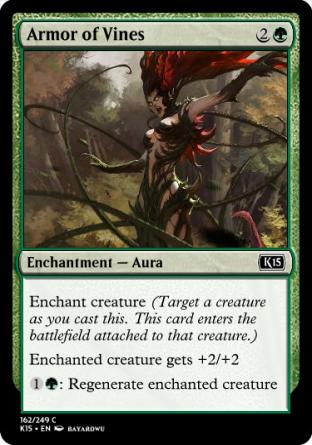 Armor of Vines 2
Enchantment — Aura K15
Enchant creature (Target a creature
as you cast this. This card enters the
battlefield attached to that creature.)
Enchanted creature gets +2/+2
1 : Regenerate enchanted creature
162/249 C
K15 • EN BAYARDWU